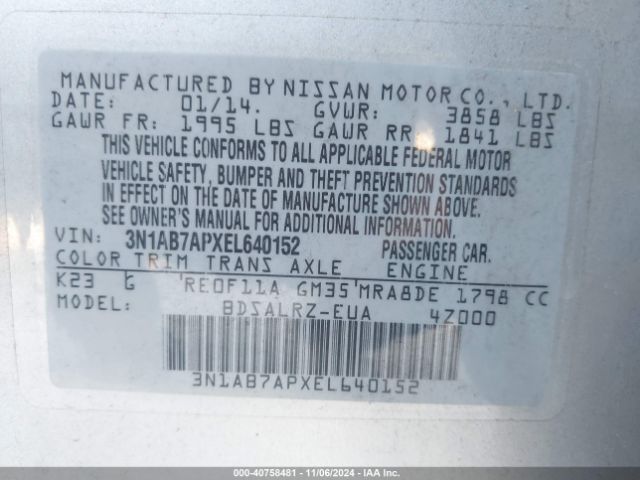 MANUFACTURED BY NISSAN MOTOR CO., LTD.
DATE: 01/14. GVWR: 3858 LBS
GAWR FR: 1995 LBS GAWR RR: 1841 LBS
THIS VEHICLE CONFORMS TO ALL APPLICABLE FEDERAL MOTOR
VEHICLE SAFETY, BUMPER AND THEFT PREVENTION STANDARDS
IN EFFECT ON THE DATE OF MANUFACTURE SHOWN ABOVE.
SEE OWNER'S MANUAL FOR ADDITIONAL INFORMATION.
VIN: 3N1AB7APXEL640152 PASSENGER CAR.
COLOR TRIM TRANS AXLE ENGINE
K23 G RE0F11A GM35 MRA8DE 1798 CC
MODEL: BDSALRZ-EUA 4Z000
3N1AB7APXEL640152
000-40758481 - 11/06/2024 - IAA Inc.